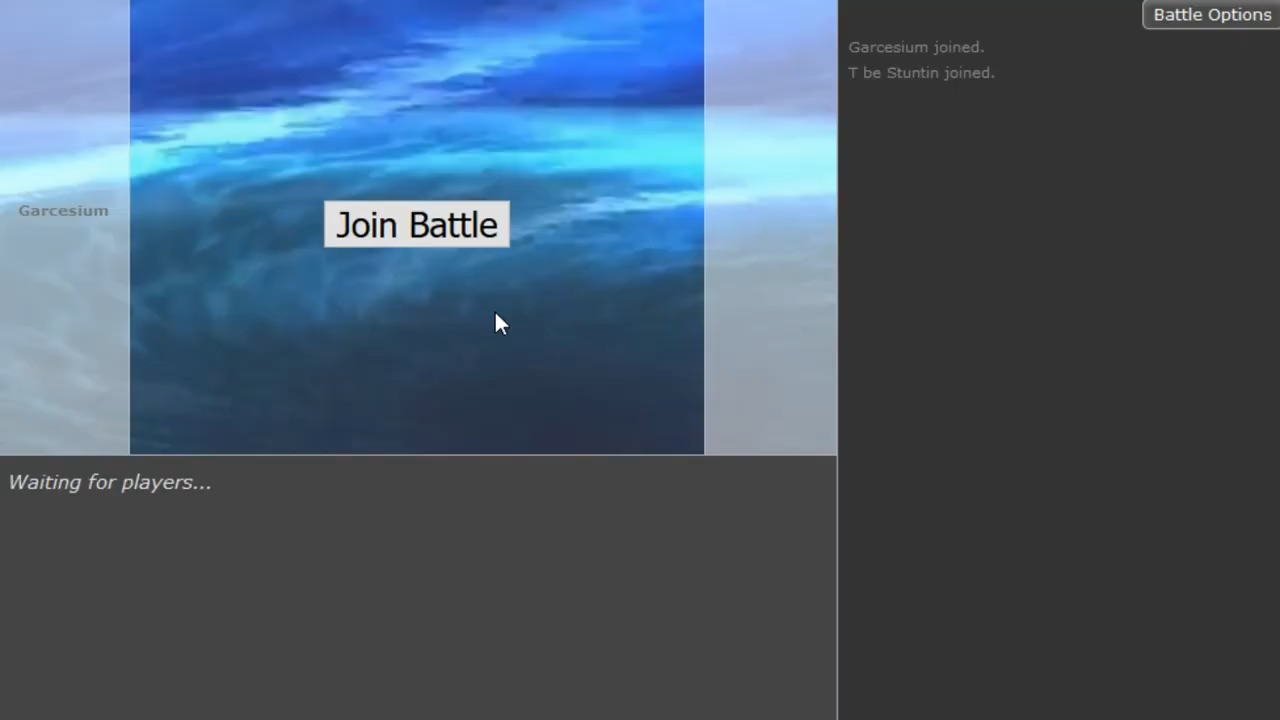 Battle Options
Garcesium joined.
T be Stuntin joined.
Garcesium
Join Battle
Waiting for players...